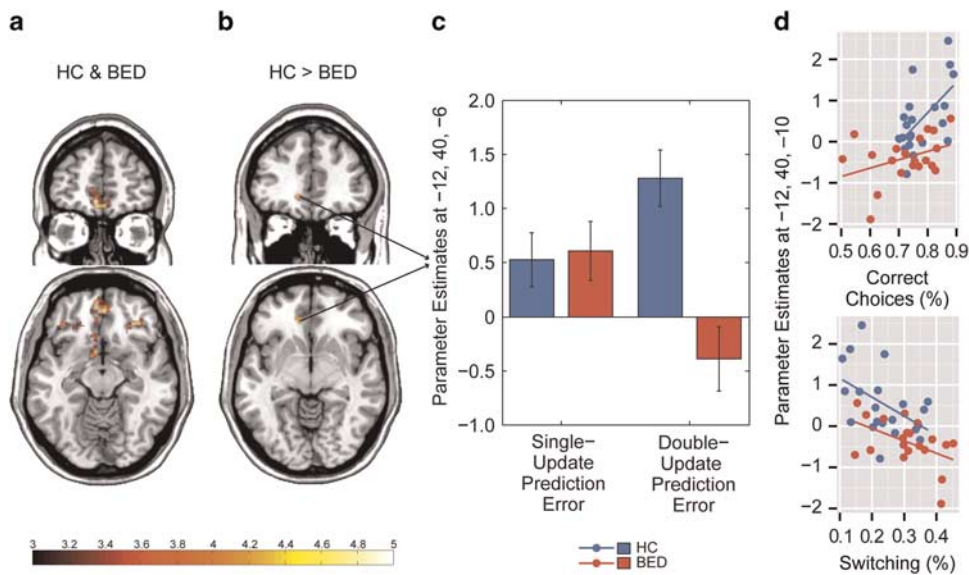 a
b
c
d
HC & BED
HC > BED
Parameter Estimates at −12, 40, −6
2.0
1.5
1.0
0.5
0
−0.5
−1.0
Single−
Update
Prediction
Error
Double−
Update
Prediction
Error
Parameter Estimates at −12, 40, −10
2
1
0
−1
−2
0.5 0.6 0.7 0.8 0.9
Correct
Choices (%)
2
1
0
−1
−2
0.1 0.2 0.3 0.4
Switching (%)
3 3.2 3.4 3.6 3.8 4 4.2 4.4 4.6 4.8 5
HC
BED